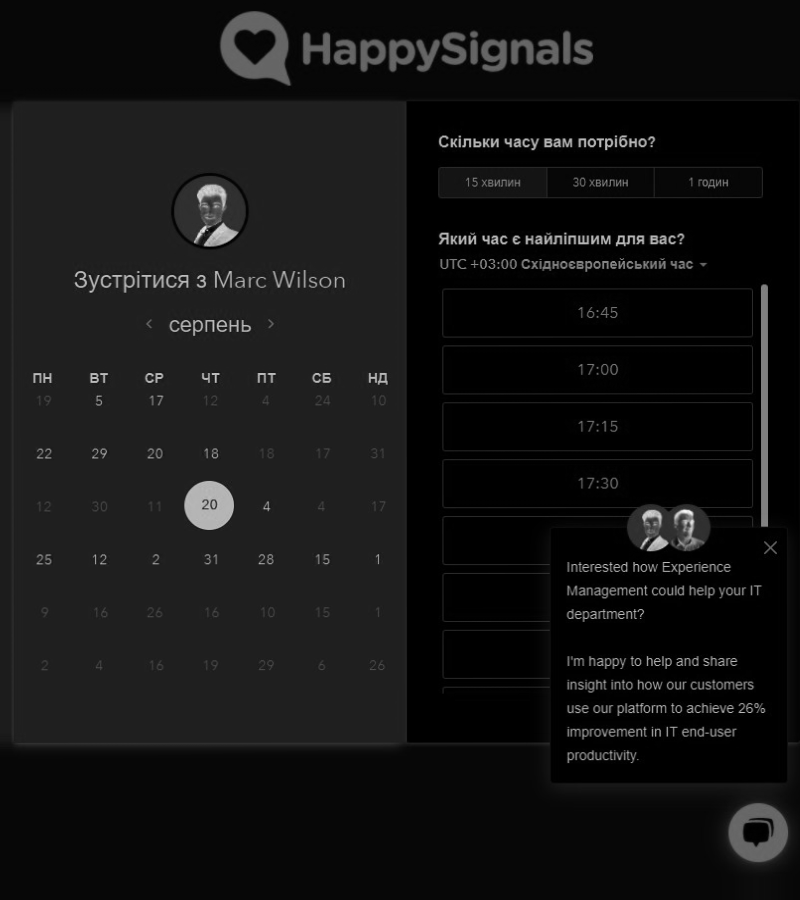 HappySignals
Зустрітися з Marc Wilson
серпень
ПН ВТ СР ЧТ ПТ СБ НД
19 5 17 12 4 24 10
22 29 20 18 18 17 31
12 30 11 20 4 4 17
25 12 2 31 28 15 1
9 16 26 16 10 15 1
2 4 16 19 29 6 26
Скільки часу вам потрібно?
15 хвилин 30 хвилин 1 годин
Який час є найліпшим для вас?
UTC +03:00 Східноєвропейський час
16:45
17:00
17:15
17:30
Interested how Experience
Management could help your IT
department?
I'm happy to help and share
insight into how our customers
use our platform to achieve 26%
improvement in IT end-user
productivity.